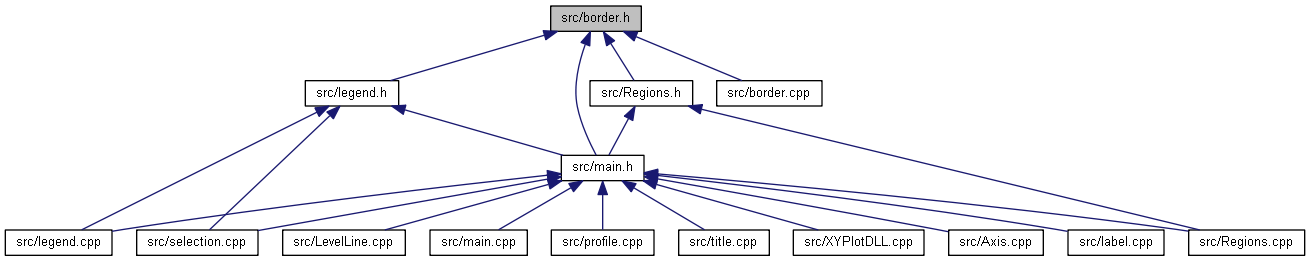 src/border.h
src/legend.h
src/Regions.h
src/border.cpp
src/main.h
src/legend.cpp
src/selection.cpp
src/LevelLine.cpp
src/main.cpp
src/profile.cpp
src/title.cpp
src/XYPlotDLL.cpp
src/Axis.cpp
src/label.cpp
src/Regions.cpp